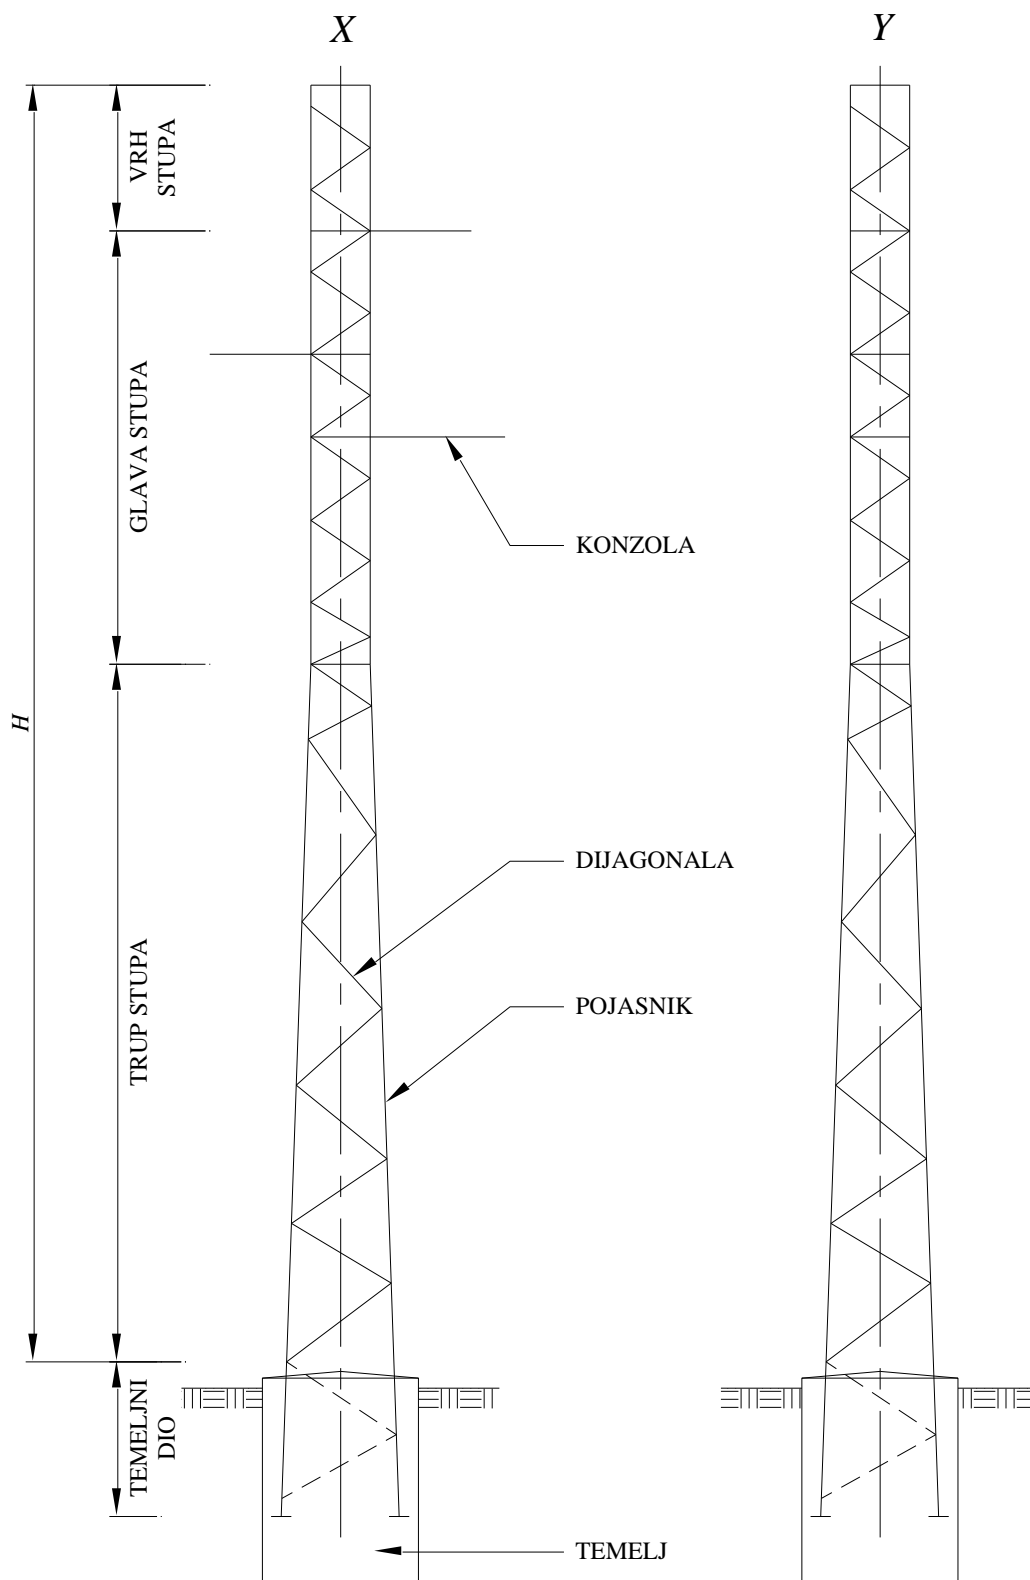 X
Y
VRH
STUPA
GLAVA STUPA
KONZOLA
H
DIJAGONALA
TRUP STUPA
POJASNIK
TEMELJNI
DIO
TEMELJ